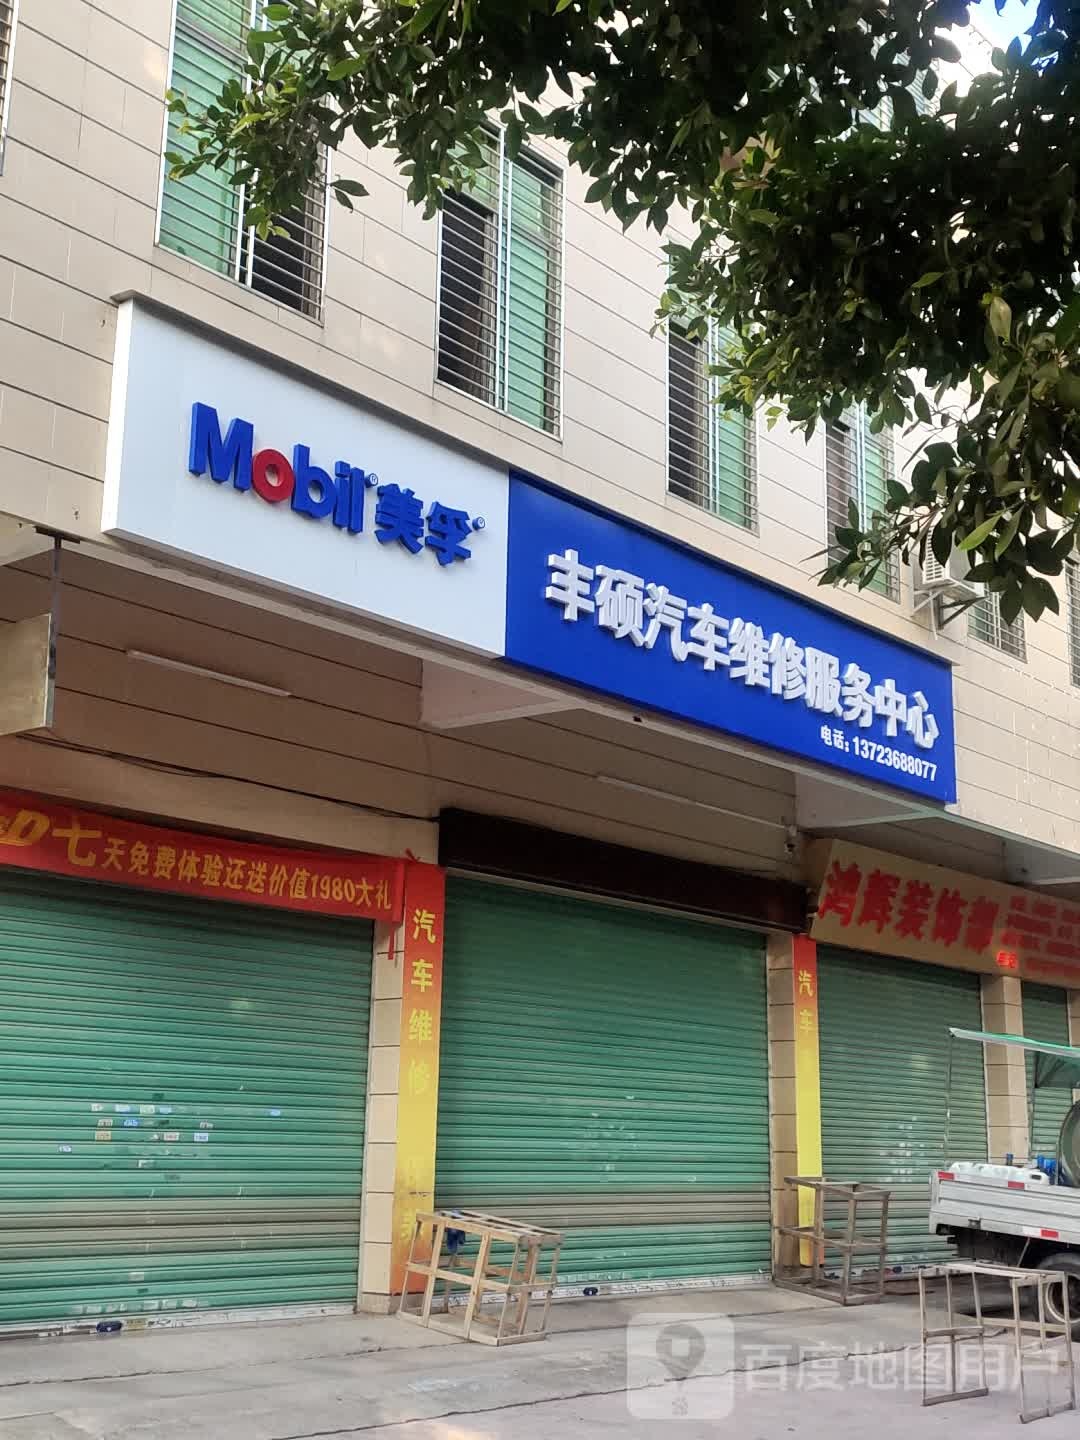 Mobil® 美孚®
丰硕汽车维修服务中心
电话:13723688077
D七天免费体验还送价值1980大礼
汽车维修
汽车
鸿辉装饰部
百度地图用户